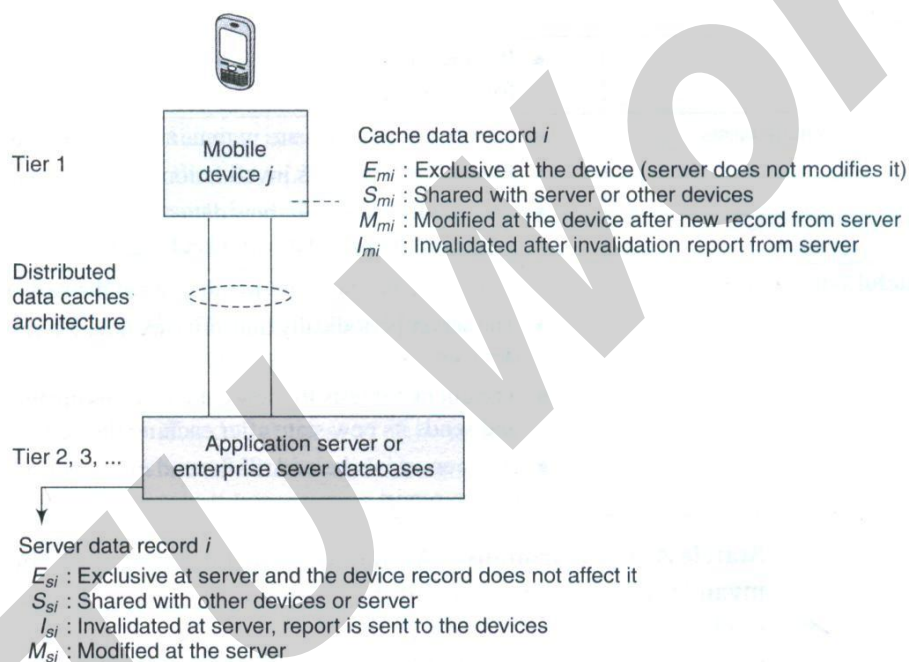 Tier 1
Mobile
device i
Cache data record i
E_mi : Exclusive at the device (server does not modifies it)
S_mi : Shared with server or other devices
M_mi : Modified at the device after new record from server
I_mi : Invalidated after invalidation report from server
Distributed
data caches
architecture
Tier 2, 3, ...
Application server or
enterprise sever databases
Server data record i
E_si : Exclusive at server and the device record does not affect it
S_si : Shared with other devices or server
I_si : Invalidated at server, report is sent to the devices
M_si : Modified at the server